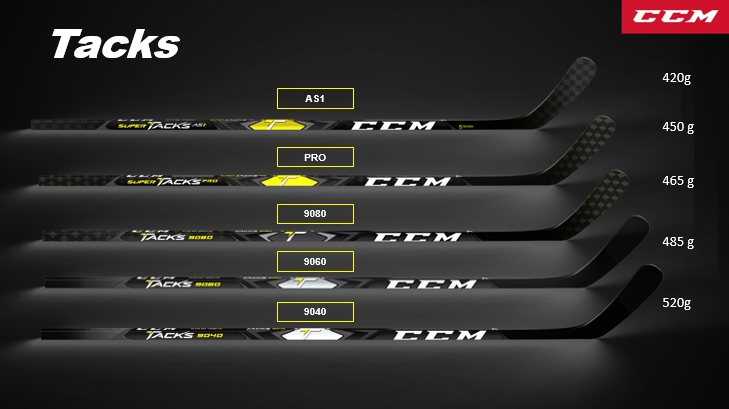 CCM
Tacks
420g
AS1
SUPER TACKS AS1
CCM
450 g
PRO
SUPER TACKS PRO
CCM
465 g
9080
TACKS 9080
CCM
485 g
9060
TACKS 9060
CCM
520g
9040
TACKS 9040
CCM